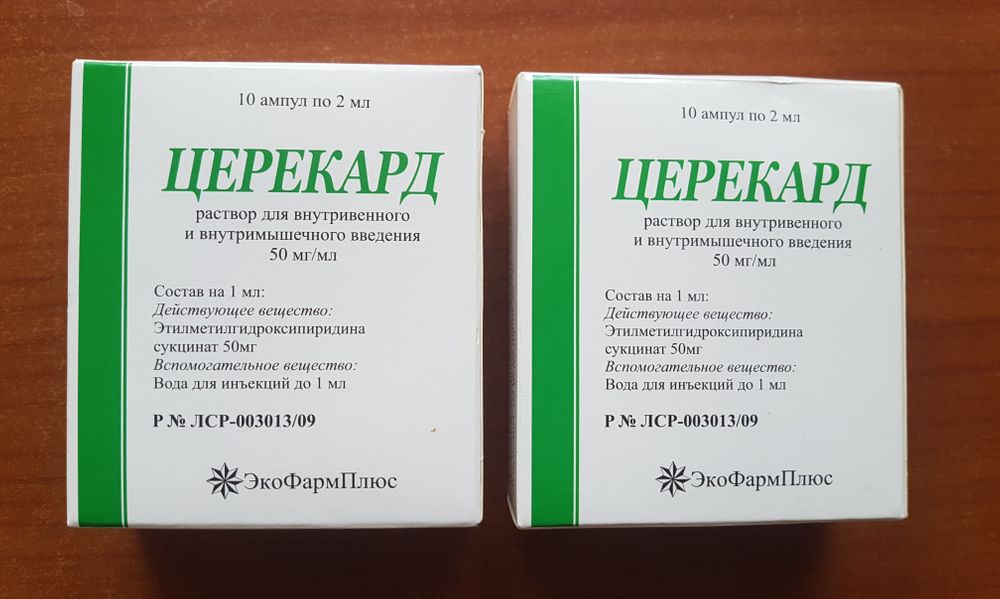 10 ампул по 2 мл
ЦЕРЕКАРД
раствор для внутривенного
и внутримышечного введения
50 мг/мл
Состав на 1 мл:
Действующее вещество:
Этилметилгидроксипиридина
сукцинат 50мг
Вспомогательное вещество:
Вода для инъекций до 1 мл
Р № ЛСР-003013/09
ЭкоФармПлюс
10 ампул по 2 мл
ЦЕРЕКАРД
раствор для внутривенного
и внутримышечного введения
50 мг/мл
Состав на 1 мл:
Действующее вещество:
Этилметилгидроксипиридина
сукцинат 50мг
Вспомогательное вещество:
Вода для инъекций до 1 мл
Р № ЛСР-003013/09
ЭкоФармПлюс